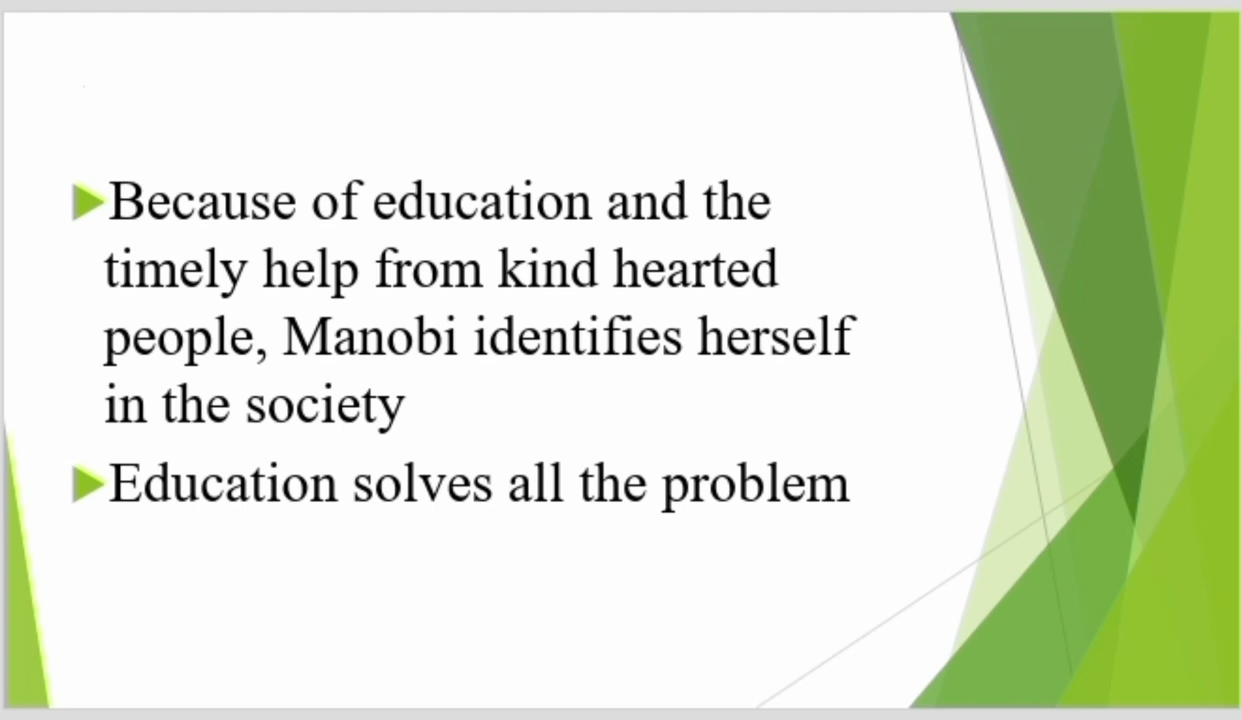 Because of education and the
timely help from kind hearted
people, Manobi identifies herself
in the society
Education solves all the problem